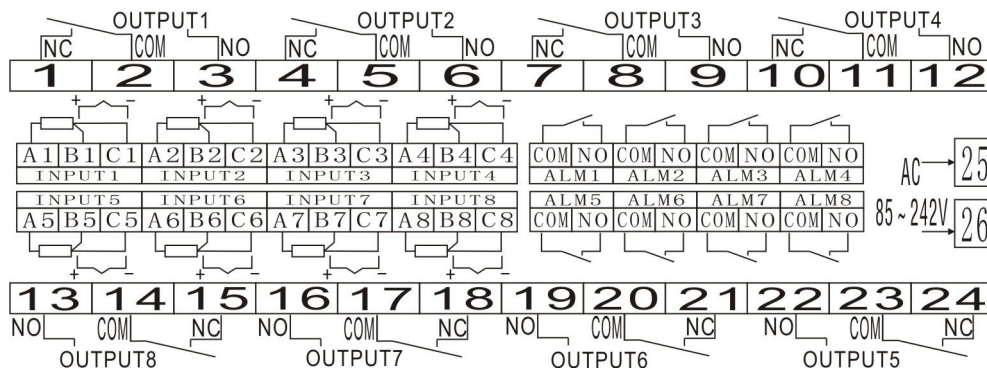 OUTPUT1 OUTPUT2 OUTPUT3 OUTPUT4
NC COM NO NC COM NO NC COM NO NC COM NO
1 2 3 4 5 6 7 8 9 10 11 12
+ − + − + − + −
A1 B1 C1 A2 B2 C2 A3 B3 C3 A4 B4 C4 COM NO COM NO COM NO COM NO
INPUT1 INPUT2 INPUT3 INPUT4 ALM1 ALM2 ALM3 ALM4
AC 25
INPUT5 INPUT6 INPUT7 INPUT8 ALM5 ALM6 ALM7 ALM8
A5 B5 C5 A6 B6 C6 A7 B7 C7 A8 B8 C8 COM NO COM NO COM NO COM NO
85~242V 26
+ − + − + − + −
13 14 15 16 17 18 19 20 21 22 23 24
NO COM NC NO COM NC NO COM NC NO COM NC
OUTPUT8 OUTPUT7 OUTPUT6 OUTPUT5